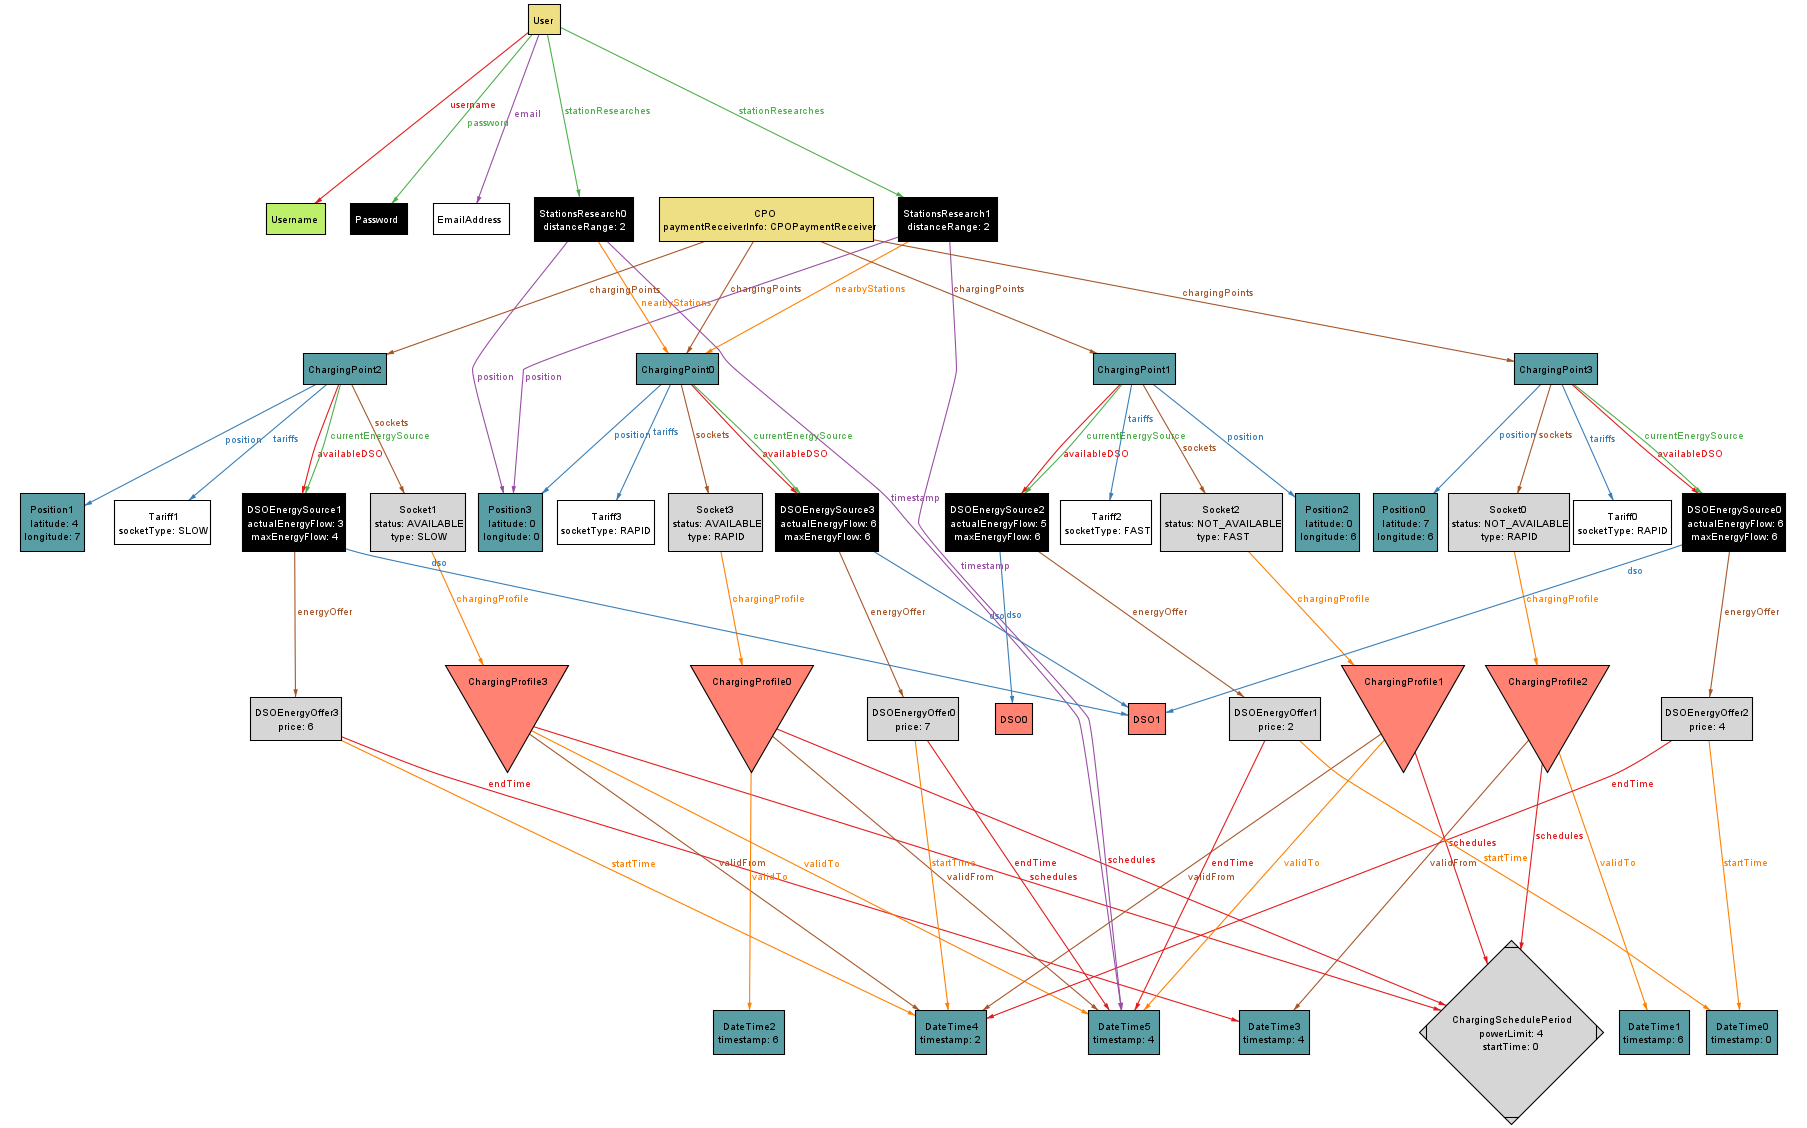 User
username
password
email
stationResearches
stationResearches
Username
Password
EmailAddress
StationsResearch0
distanceRange: 2
CPO
paymentReceiverInfo: CPOPaymentReceiver
StationsResearch1
distanceRange: 2
chargingPoints
nearbyStations
chargingPoints
nearbyStations
chargingPoints
chargingPoints
ChargingPoint2
position
position
ChargingPoint0
ChargingPoint1
ChargingPoint3
position
tariffs
currentEnergySource
availableDSO
sockets
position
tariffs
sockets
currentEnergySource
availableDSO
currentEnergySource
availableDSO
tariffs
sockets
position
position
sockets
tariffs
currentEnergySource
availableDSO
Position1
latitude: 4
longitude: 7
Tariff1
socketType: SLOW
DSOEnergySource1
actualEnergyFlow: 3
maxEnergyFlow: 4
Socket1
status: AVAILABLE
type: SLOW
Position3
latitude: 0
longitude: 0
Tariff3
socketType: RAPID
Socket3
status: AVAILABLE
type: RAPID
DSOEnergySource3
actualEnergyFlow: 6
maxEnergyFlow: 6
timestamp
DSOEnergySource2
actualEnergyFlow: 5
maxEnergyFlow: 6
Tariff2
socketType: FAST
Socket2
status: NOT_AVAILABLE
type: FAST
Position2
latitude: 0
longitude: 6
Position0
latitude: 7
longitude: 6
Socket0
status: NOT_AVAILABLE
type: RAPID
Tariff0
socketType: RAPID
DSOEnergySource0
actualEnergyFlow: 6
maxEnergyFlow: 6
dso
timestamp
dso
energyOffer
chargingProfile
chargingProfile
energyOffer
dso
dso
energyOffer
chargingProfile
chargingProfile
energyOffer
DSOEnergyOffer3
price: 6
ChargingProfile3
ChargingProfile0
DSOEnergyOffer0
price: 7
DSO0
DSO1
DSOEnergyOffer1
price: 2
ChargingProfile1
ChargingProfile2
DSOEnergyOffer2
price: 4
endTime
endTime
startTime
validFrom
validTo
validTo
startTime
validFrom
endTime
schedules
schedules
validFrom
endTime
validTo
schedules
startTime
validFrom
schedules
validTo
startTime
DateTime2
timestamp: 6
DateTime4
timestamp: 2
DateTime5
timestamp: 4
DateTime3
timestamp: 4
ChargingSchedulePeriod
powerLimit: 4
startTime: 0
DateTime1
timestamp: 6
DateTime0
timestamp: 0